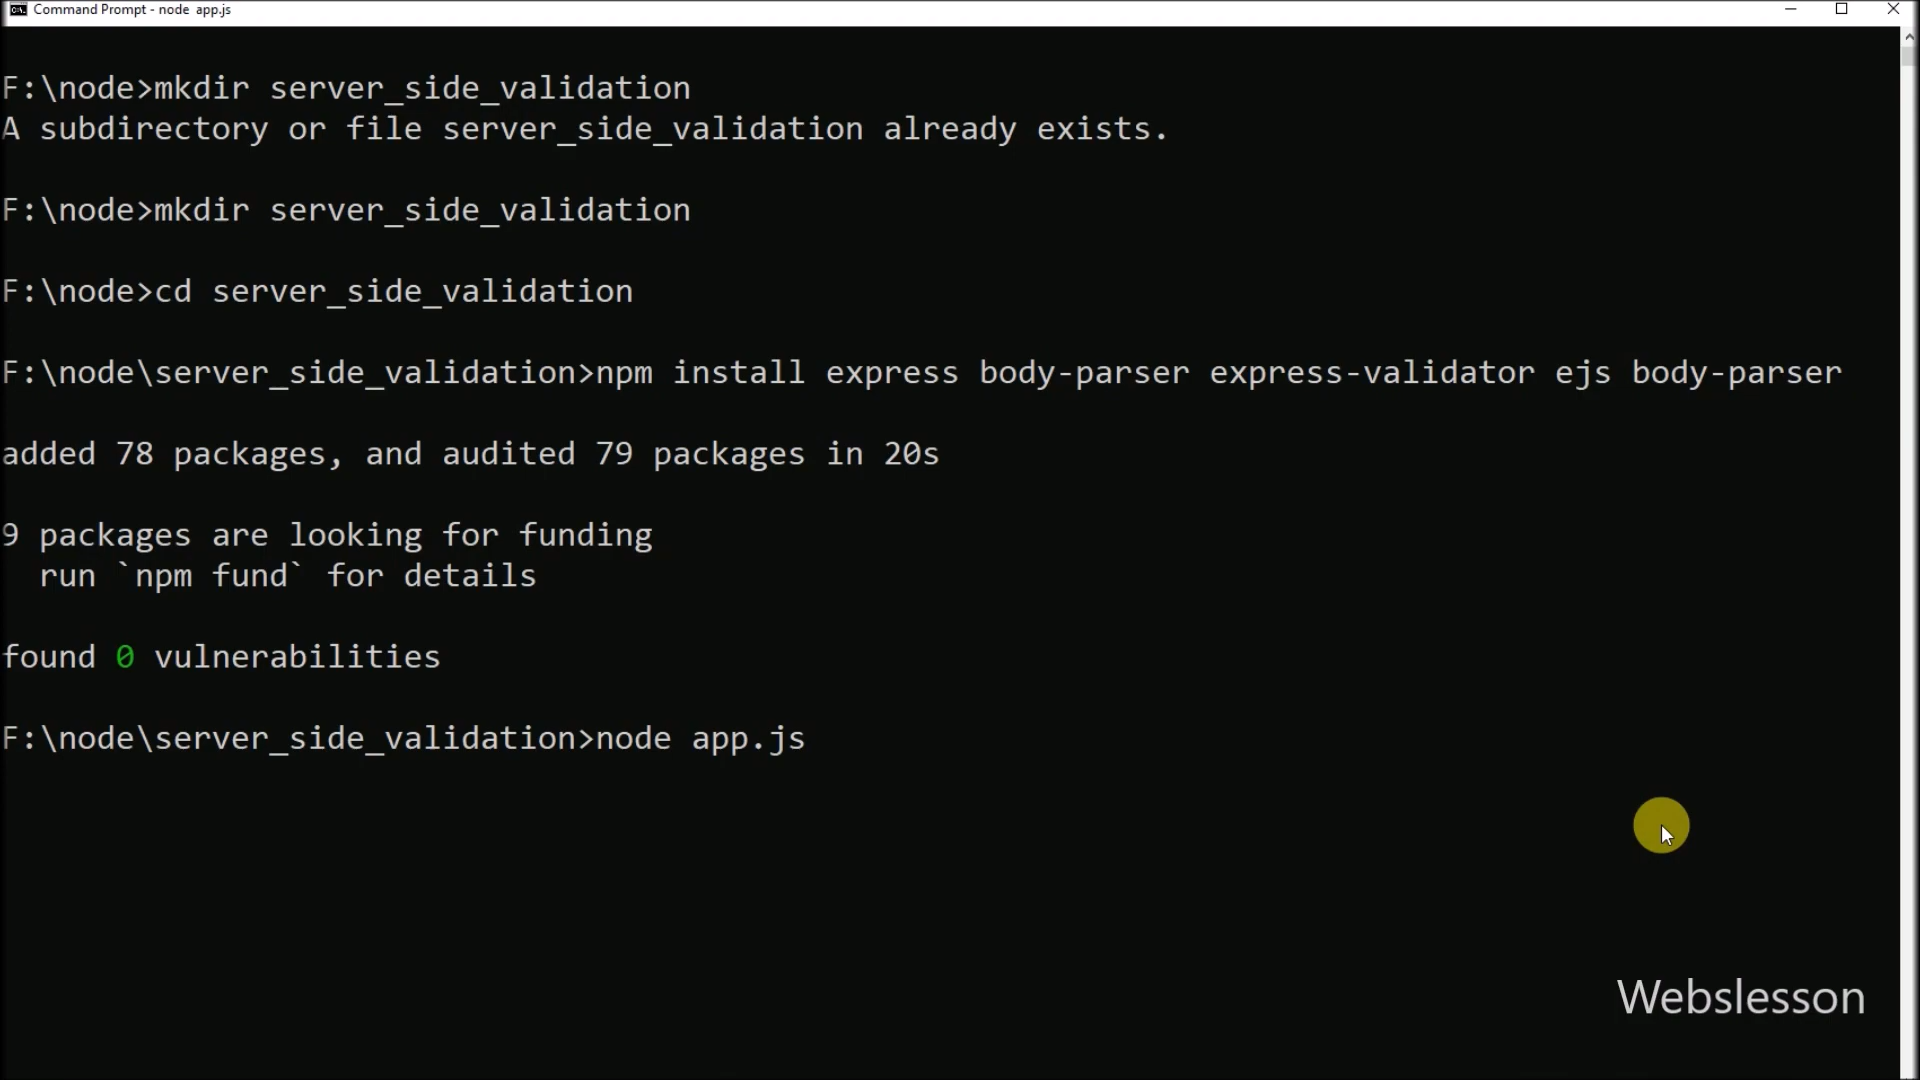 Command Prompt - node  app.js
F:\node>mkdir server_side_validation
A subdirectory or file server_side_validation already exists.
F:\node>mkdir server_side_validation
F:\node>cd server_side_validation
F:\node\server_side_validation>npm install express body-parser express-validator ejs body-parser
added 78 packages, and audited 79 packages in 20s
9 packages are looking for funding
  run `npm fund` for details
found 0 vulnerabilities
F:\node\server_side_validation>node app.js
Webslesson